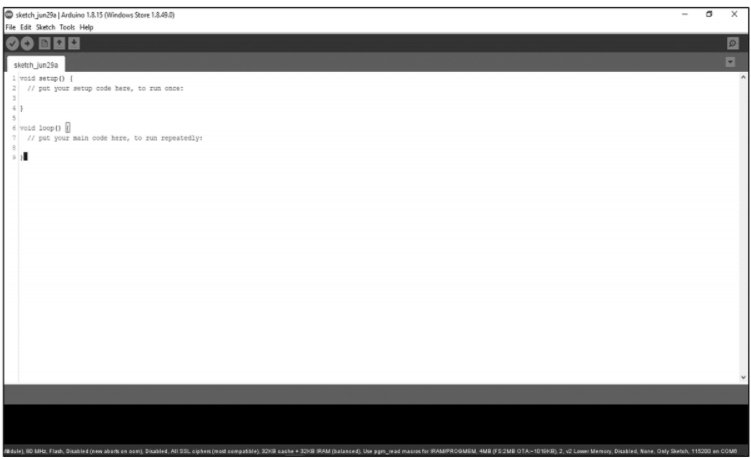 sketch_jun29a | Arduino 1.8.15 (Windows Store 1.8.49.0)
File Edit Sketch Tools Help
sketch_jun29a
1 void setup() {
2 // put your setup code here, to run once:
3
4 }
5
6 void loop() {
7 // put your main code here, to run repeatedly:
8
9 }
Module), 80 MHz, Flash, Disabled (new aborts on oom), Disabled, All SSL ciphers (most compatible), 32KB cache + 32KB IRAM (balanced), Use pgm_read macros for IRAM/PROGMEM, 4MB (FS:2MB OTA:~1019KB), 2, v2 Lower Memory, Disabled, None, Only Sketch, 115200 on COM6